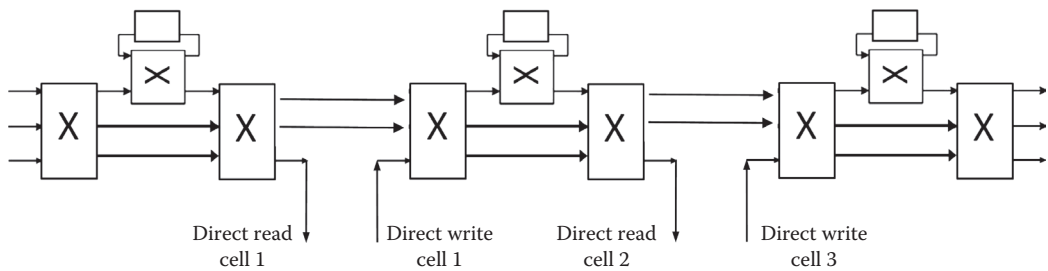 X X X X X X
X X X
Direct read Direct write Direct read Direct write
cell 1 cell 1 cell 2 cell 3